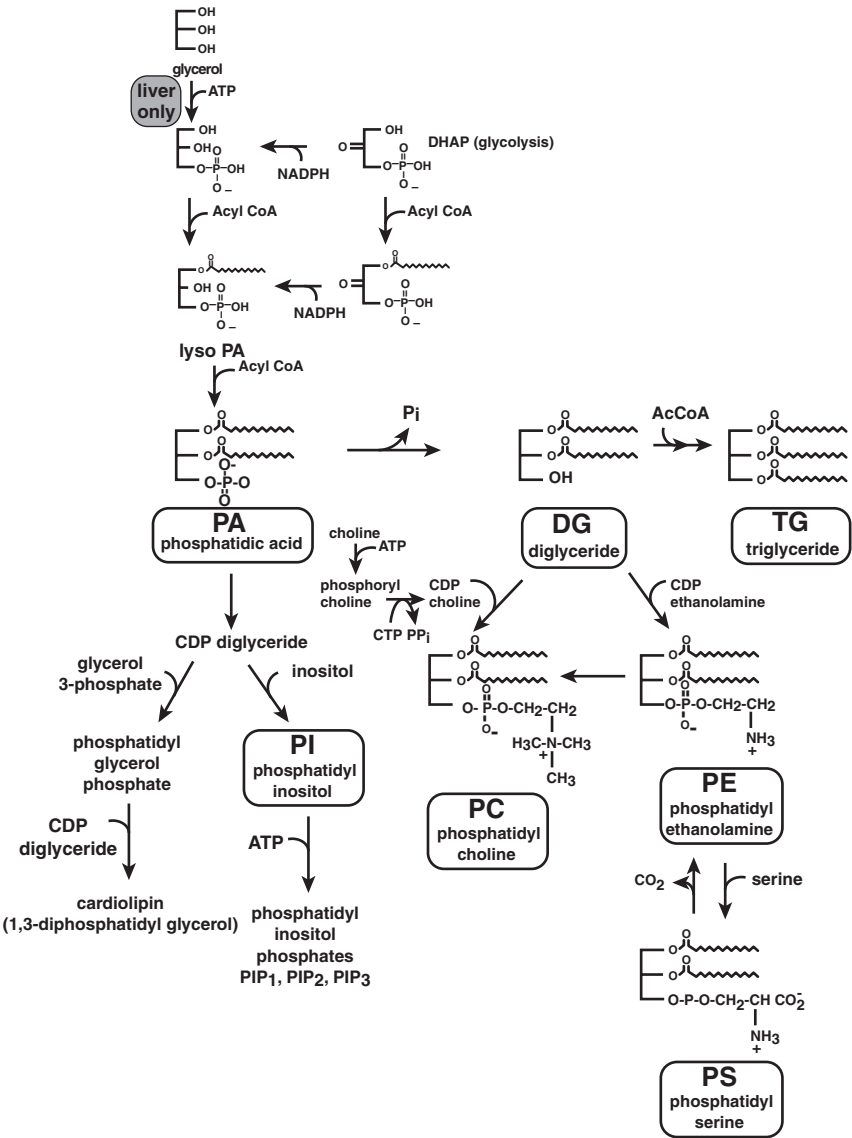 OH
OH
OH
glycerol
liver only
ATP
OH
OH
O
O-P-OH
O-
NADPH
OH
O=
O
O-P-OH
O-
DHAP (glycolysis)
Acyl CoA
Acyl CoA
O
O
OH
O
O-P-OH
O-
NADPH
O
O
O=
O
O-P-OH
O-
lyso PA
Acyl CoA
O
O
O
O
O-
O-P-O
O
Pi
O
O
O
O
OH
AcCoA
O
O
O
O
O
O
PA
phosphatidic acid
DG
diglyceride
TG
triglyceride
choline
ATP
phosphoryl
choline
CTP PPi
CDP
choline
CDP
ethanolamine
CDP diglyceride
glycerol
3-phosphate
inositol
O
O
O
O
O
O-P-O-CH2-CH2
O-
H3C-N-CH3
+
CH3
O
O
O
O
O
O-P-O-CH2-CH2
O-
NH3
+
phosphatidyl
glycerol
phosphate
PI
phosphatidyl
inositol
PC
phosphatidyl
choline
PE
phosphatidyl
ethanolamine
CDP
diglyceride
ATP
CO2
serine
cardiolipin
(1,3-diphosphatidyl glycerol)
phosphatidyl
inositol
phosphates
PIP1, PIP2, PIP3
O
O
O
O
O-P-O-CH2-CH CO2-
NH3
+
PS
phosphatidyl
serine